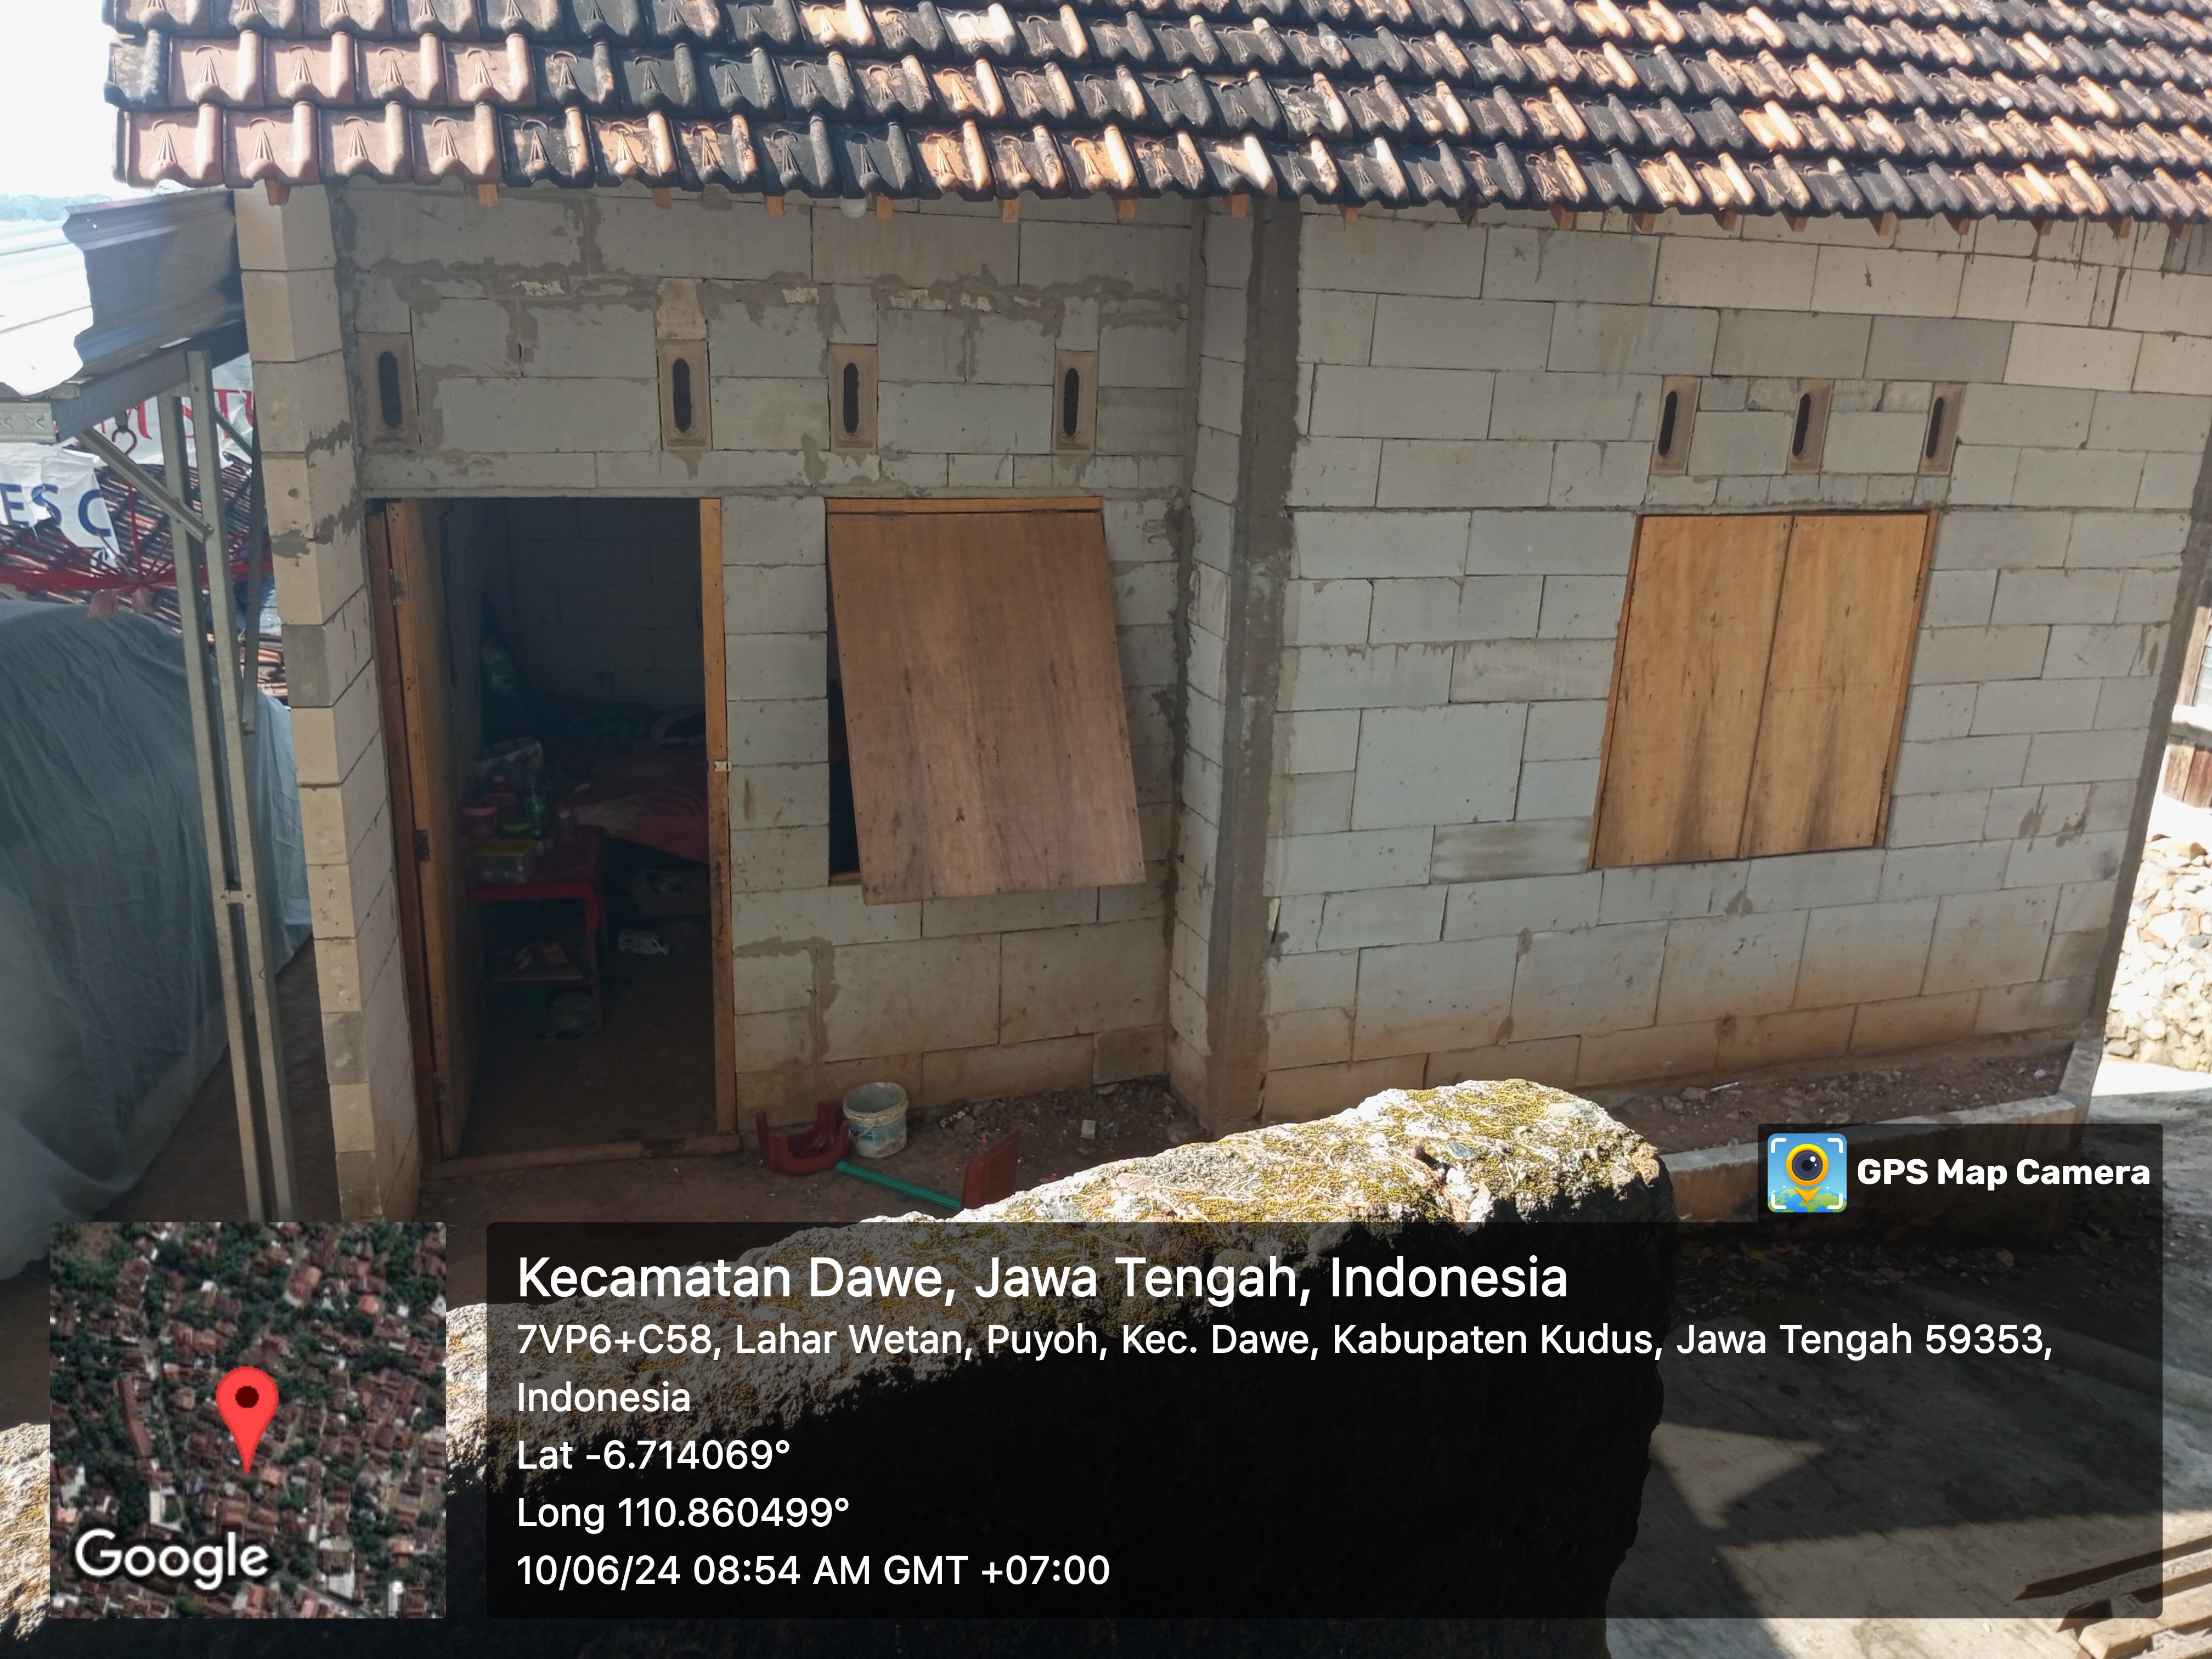 ES C
GPS Map Camera
Kecamatan Dawe, Jawa Tengah, Indonesia
7VP6+C58, Lahar Wetan, Puyoh, Kec. Dawe, Kabupaten Kudus, Jawa Tengah 59353,
Indonesia
Lat -6.714069°
Long 110.860499°
10/06/24 08:54 AM GMT +07:00
Google